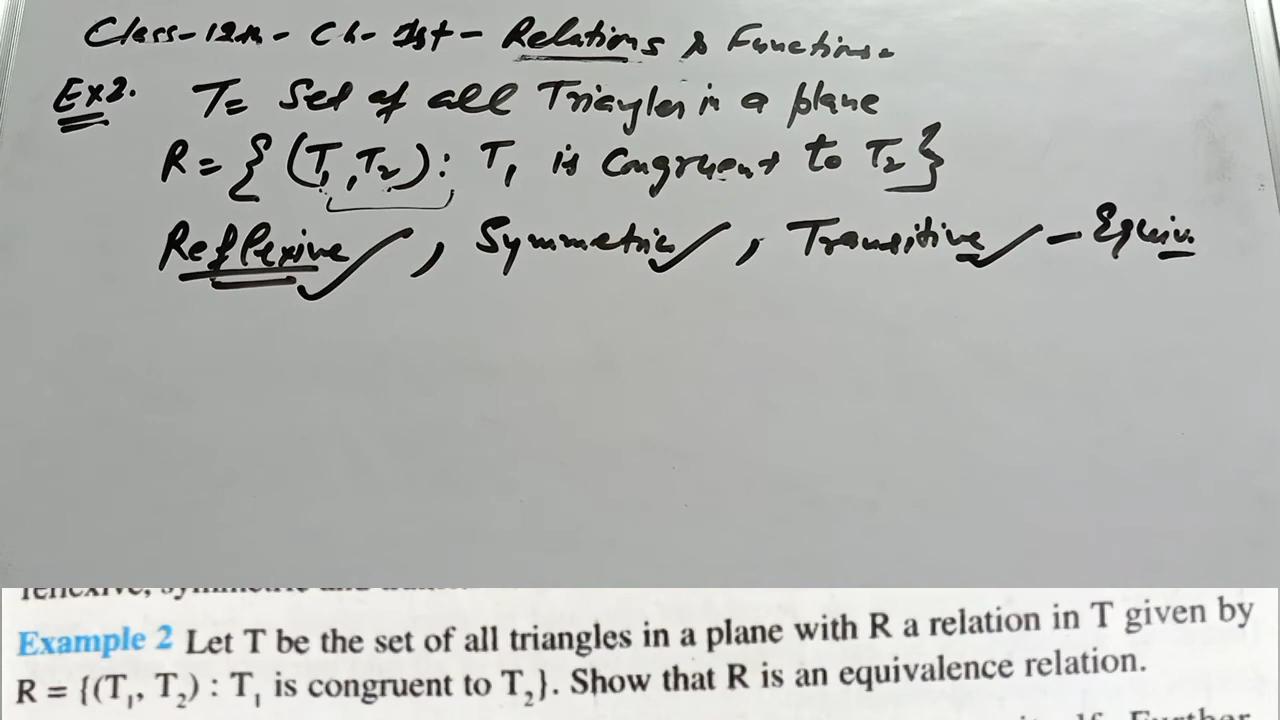 Class-12th - Ch-1st - Relations & Functions.
Ex2. T= Set of all Triangles in a plane
R = { (T₁, T₂) : T₁ is Congruent to T₂ }
Reflexive ✓, Symmetric ✓, Transitive ✓ - Equiv.
reflexive,
Example 2 Let T be the set of all triangles in a plane with R a relation in T given by
R = {(T₁, T₂) : T₁ is congruent to T₂}. Show that R is an equivalence relation.
Further